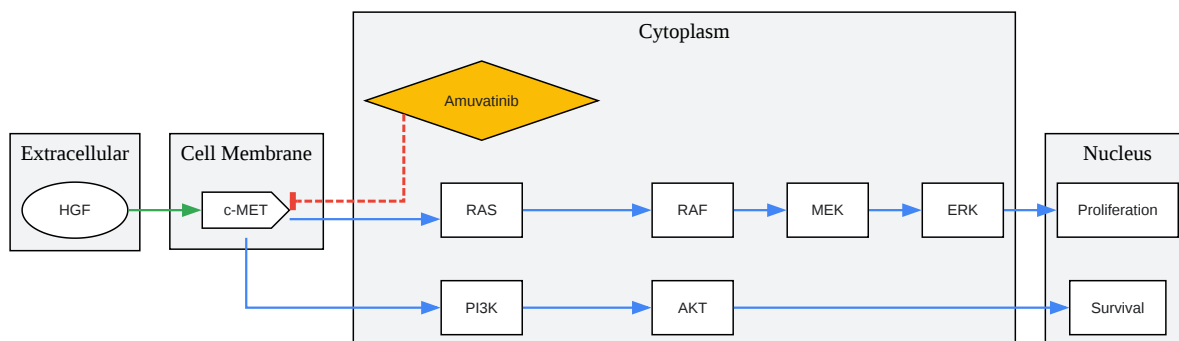 Cytoplasm
Amuvatinib
Extracellular
Cell Membrane
Nucleus
HGF
c-MET
RAS
RAF
MEK
ERK
Proliferation
PI3K
AKT
Survival